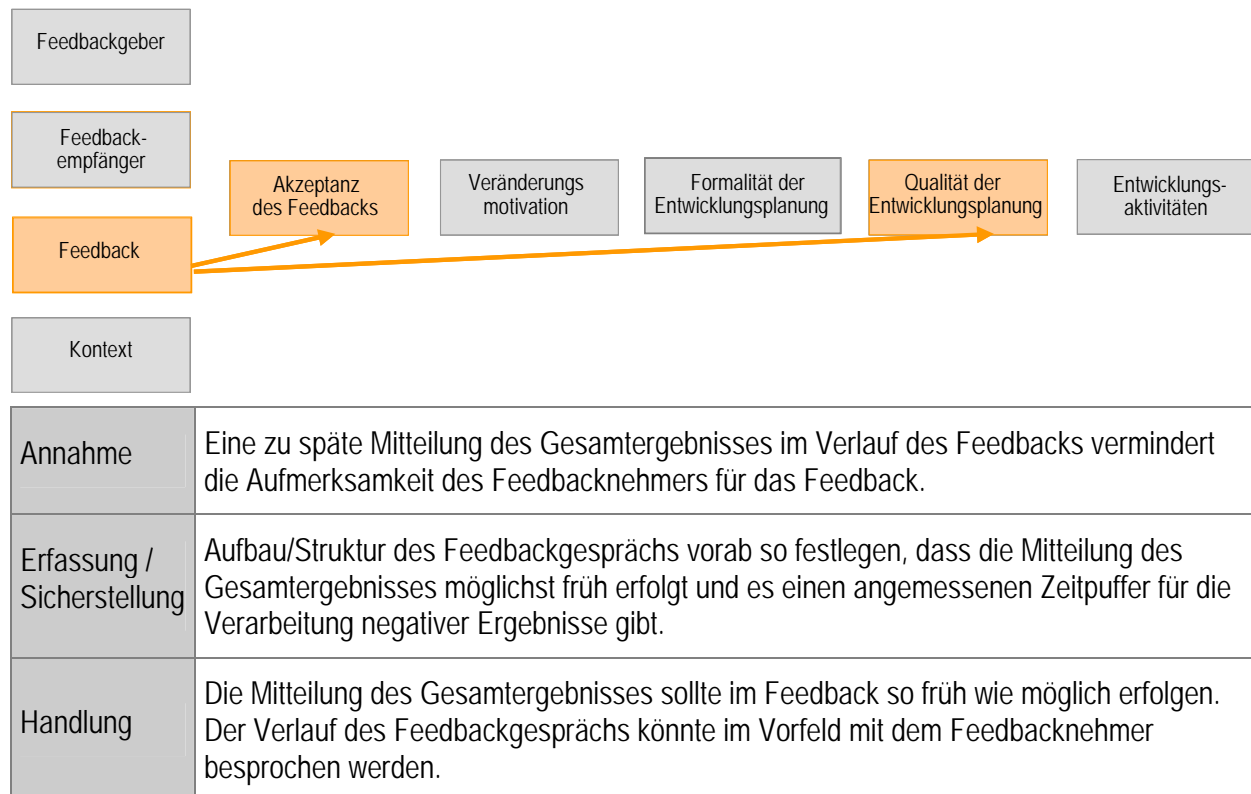 Feedbackgeber
Feedback-
empfänger
Akzeptanz
des Feedbacks
Veränderungs
motivation
Formalität der
Entwicklungsplanung
Qualität der
Entwicklungsplanung
Entwicklungs-
aktivitäten
Feedback
Kontext
Annahme
Eine zu späte Mitteilung des Gesamtergebnisses im Verlauf des Feedbacks vermindert
die Aufmerksamkeit des Feedbacknehmers für das Feedback.
Erfassung /
Sicherstellung
Aufbau/Struktur des Feedbackgesprächs vorab so festlegen, dass die Mitteilung des
Gesamtergebnisses möglichst früh erfolgt und es einen angemessenen Zeitpuffer für die
Verarbeitung negativer Ergebnisse gibt.
Handlung
Die Mitteilung des Gesamtergebnisses sollte im Feedback so früh wie möglich erfolgen.
Der Verlauf des Feedbackgesprächs könnte im Vorfeld mit dem Feedbacknehmer
besprochen werden.